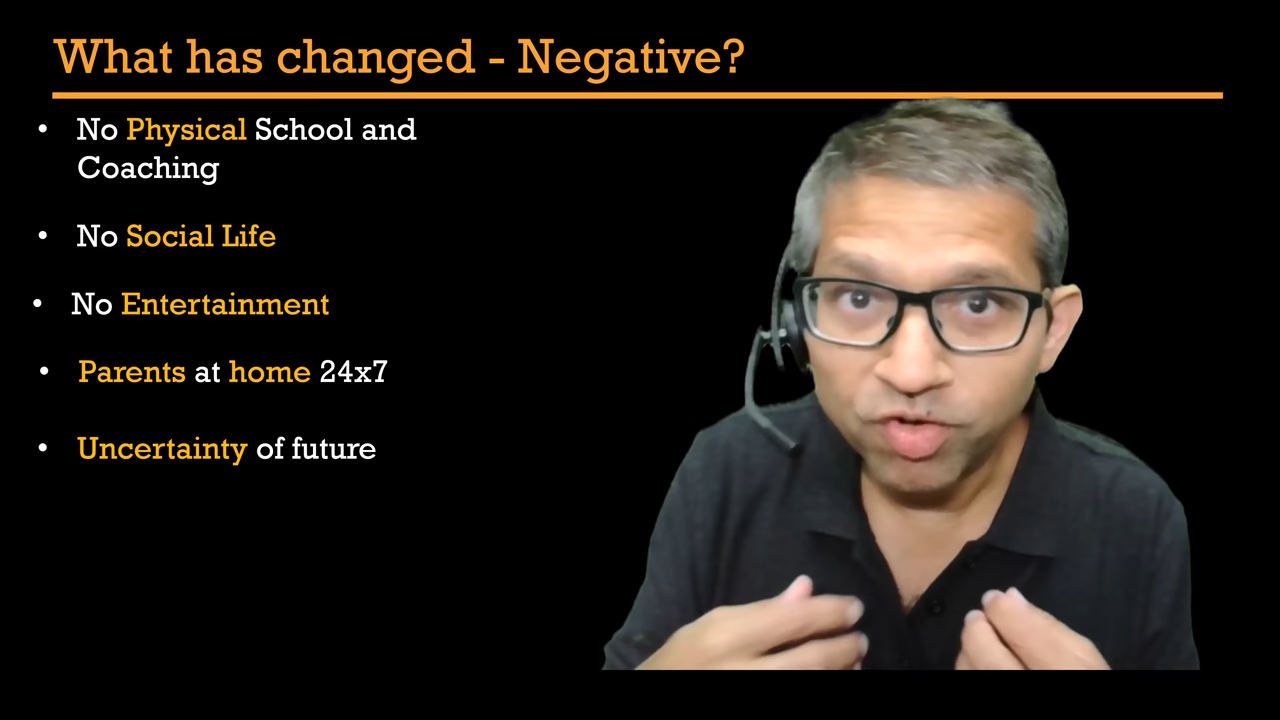 What has changed - Negative?
• No Physical School and
Coaching
• No Social Life
• No Entertainment
• Parents at home 24x7
• Uncertainty of future